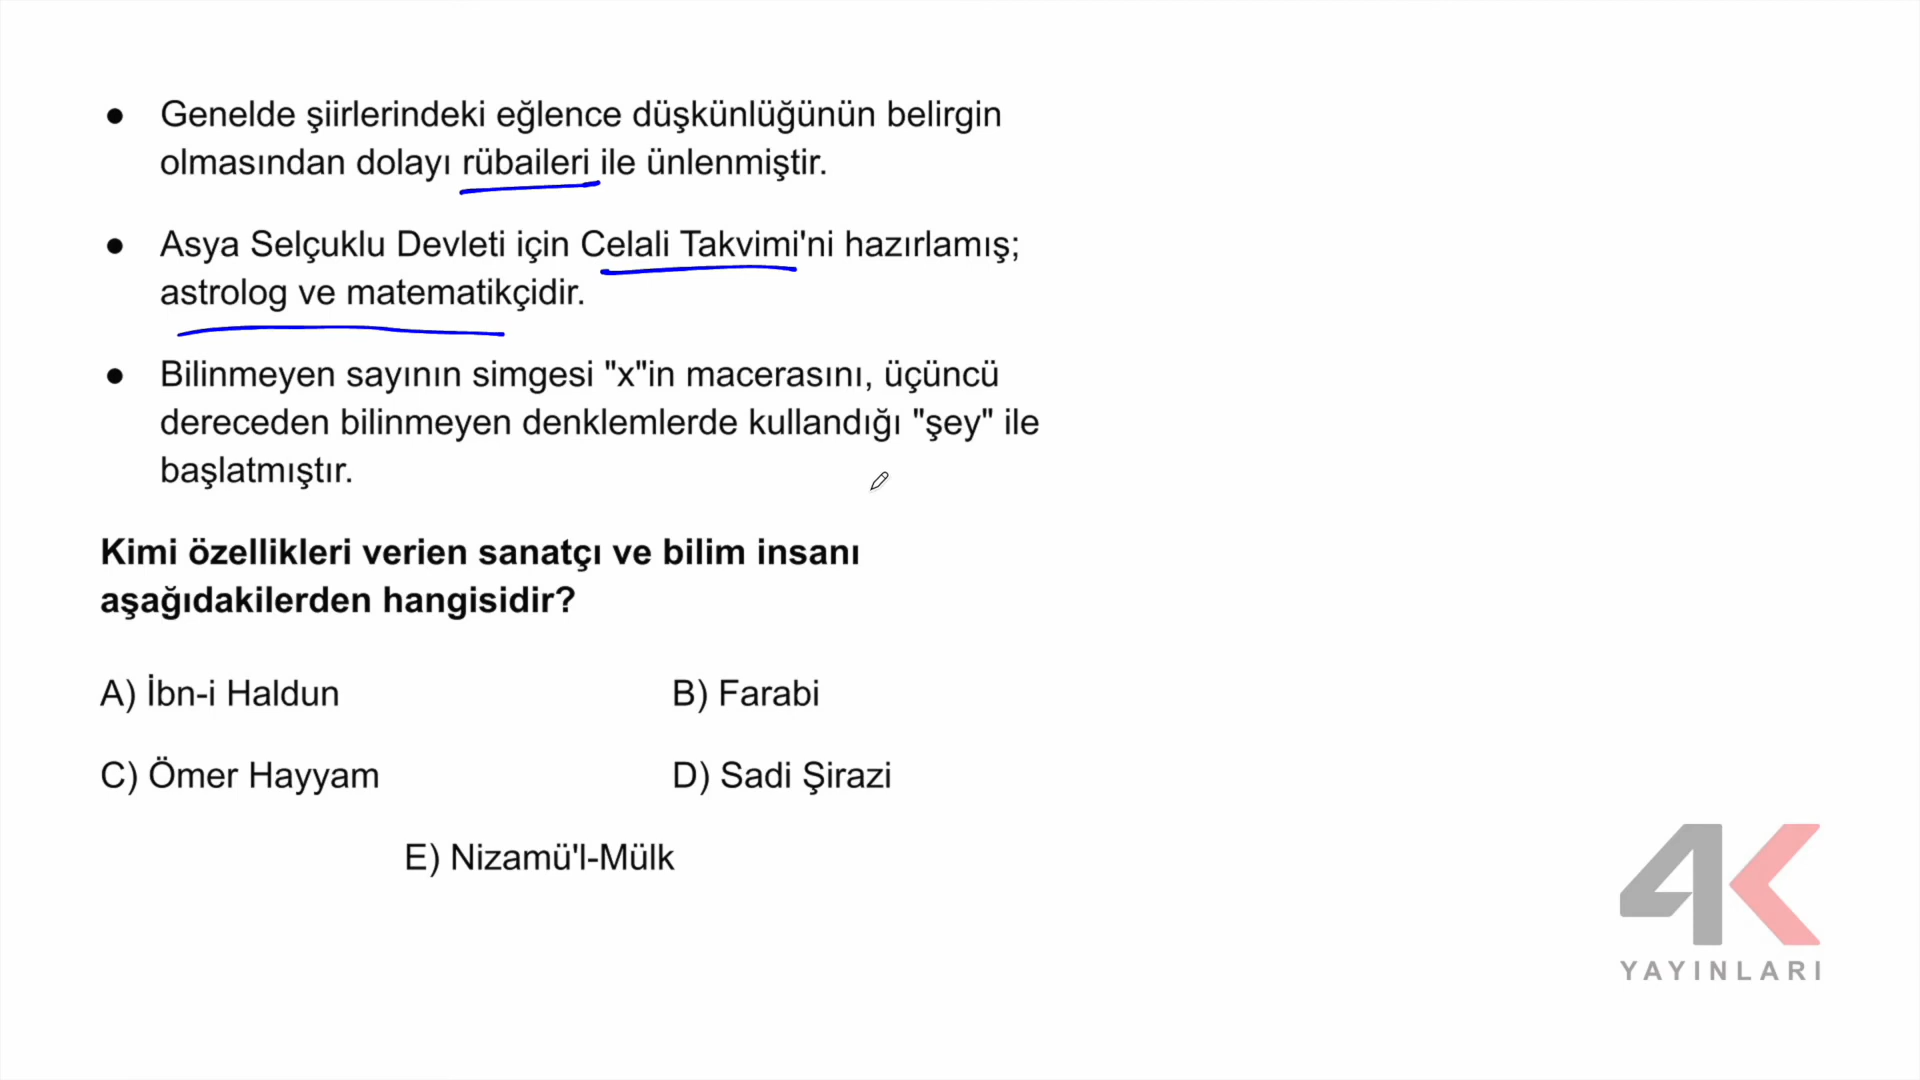 ● Genelde şiirlerindeki eğlence düşkünlüğünün belirgin
olmasından dolayı rübaileri ile ünlenmiştir.
● Asya Selçuklu Devleti için Celali Takvimi'ni hazırlamış;
astrolog ve matematikçidir.
● Bilinmeyen sayının simgesi "x"in macerasını, üçüncü
dereceden bilinmeyen denklemlerde kullandığı "şey" ile
başlatmıştır.
Kimi özellikleri verien sanatçı ve bilim insanı
aşağıdakilerden hangisidir?
A) İbn-i Haldun B) Farabi
C) Ömer Hayyam D) Sadi Şirazi
E) Nizamü'l-Mülk
4K
YAYINLARI